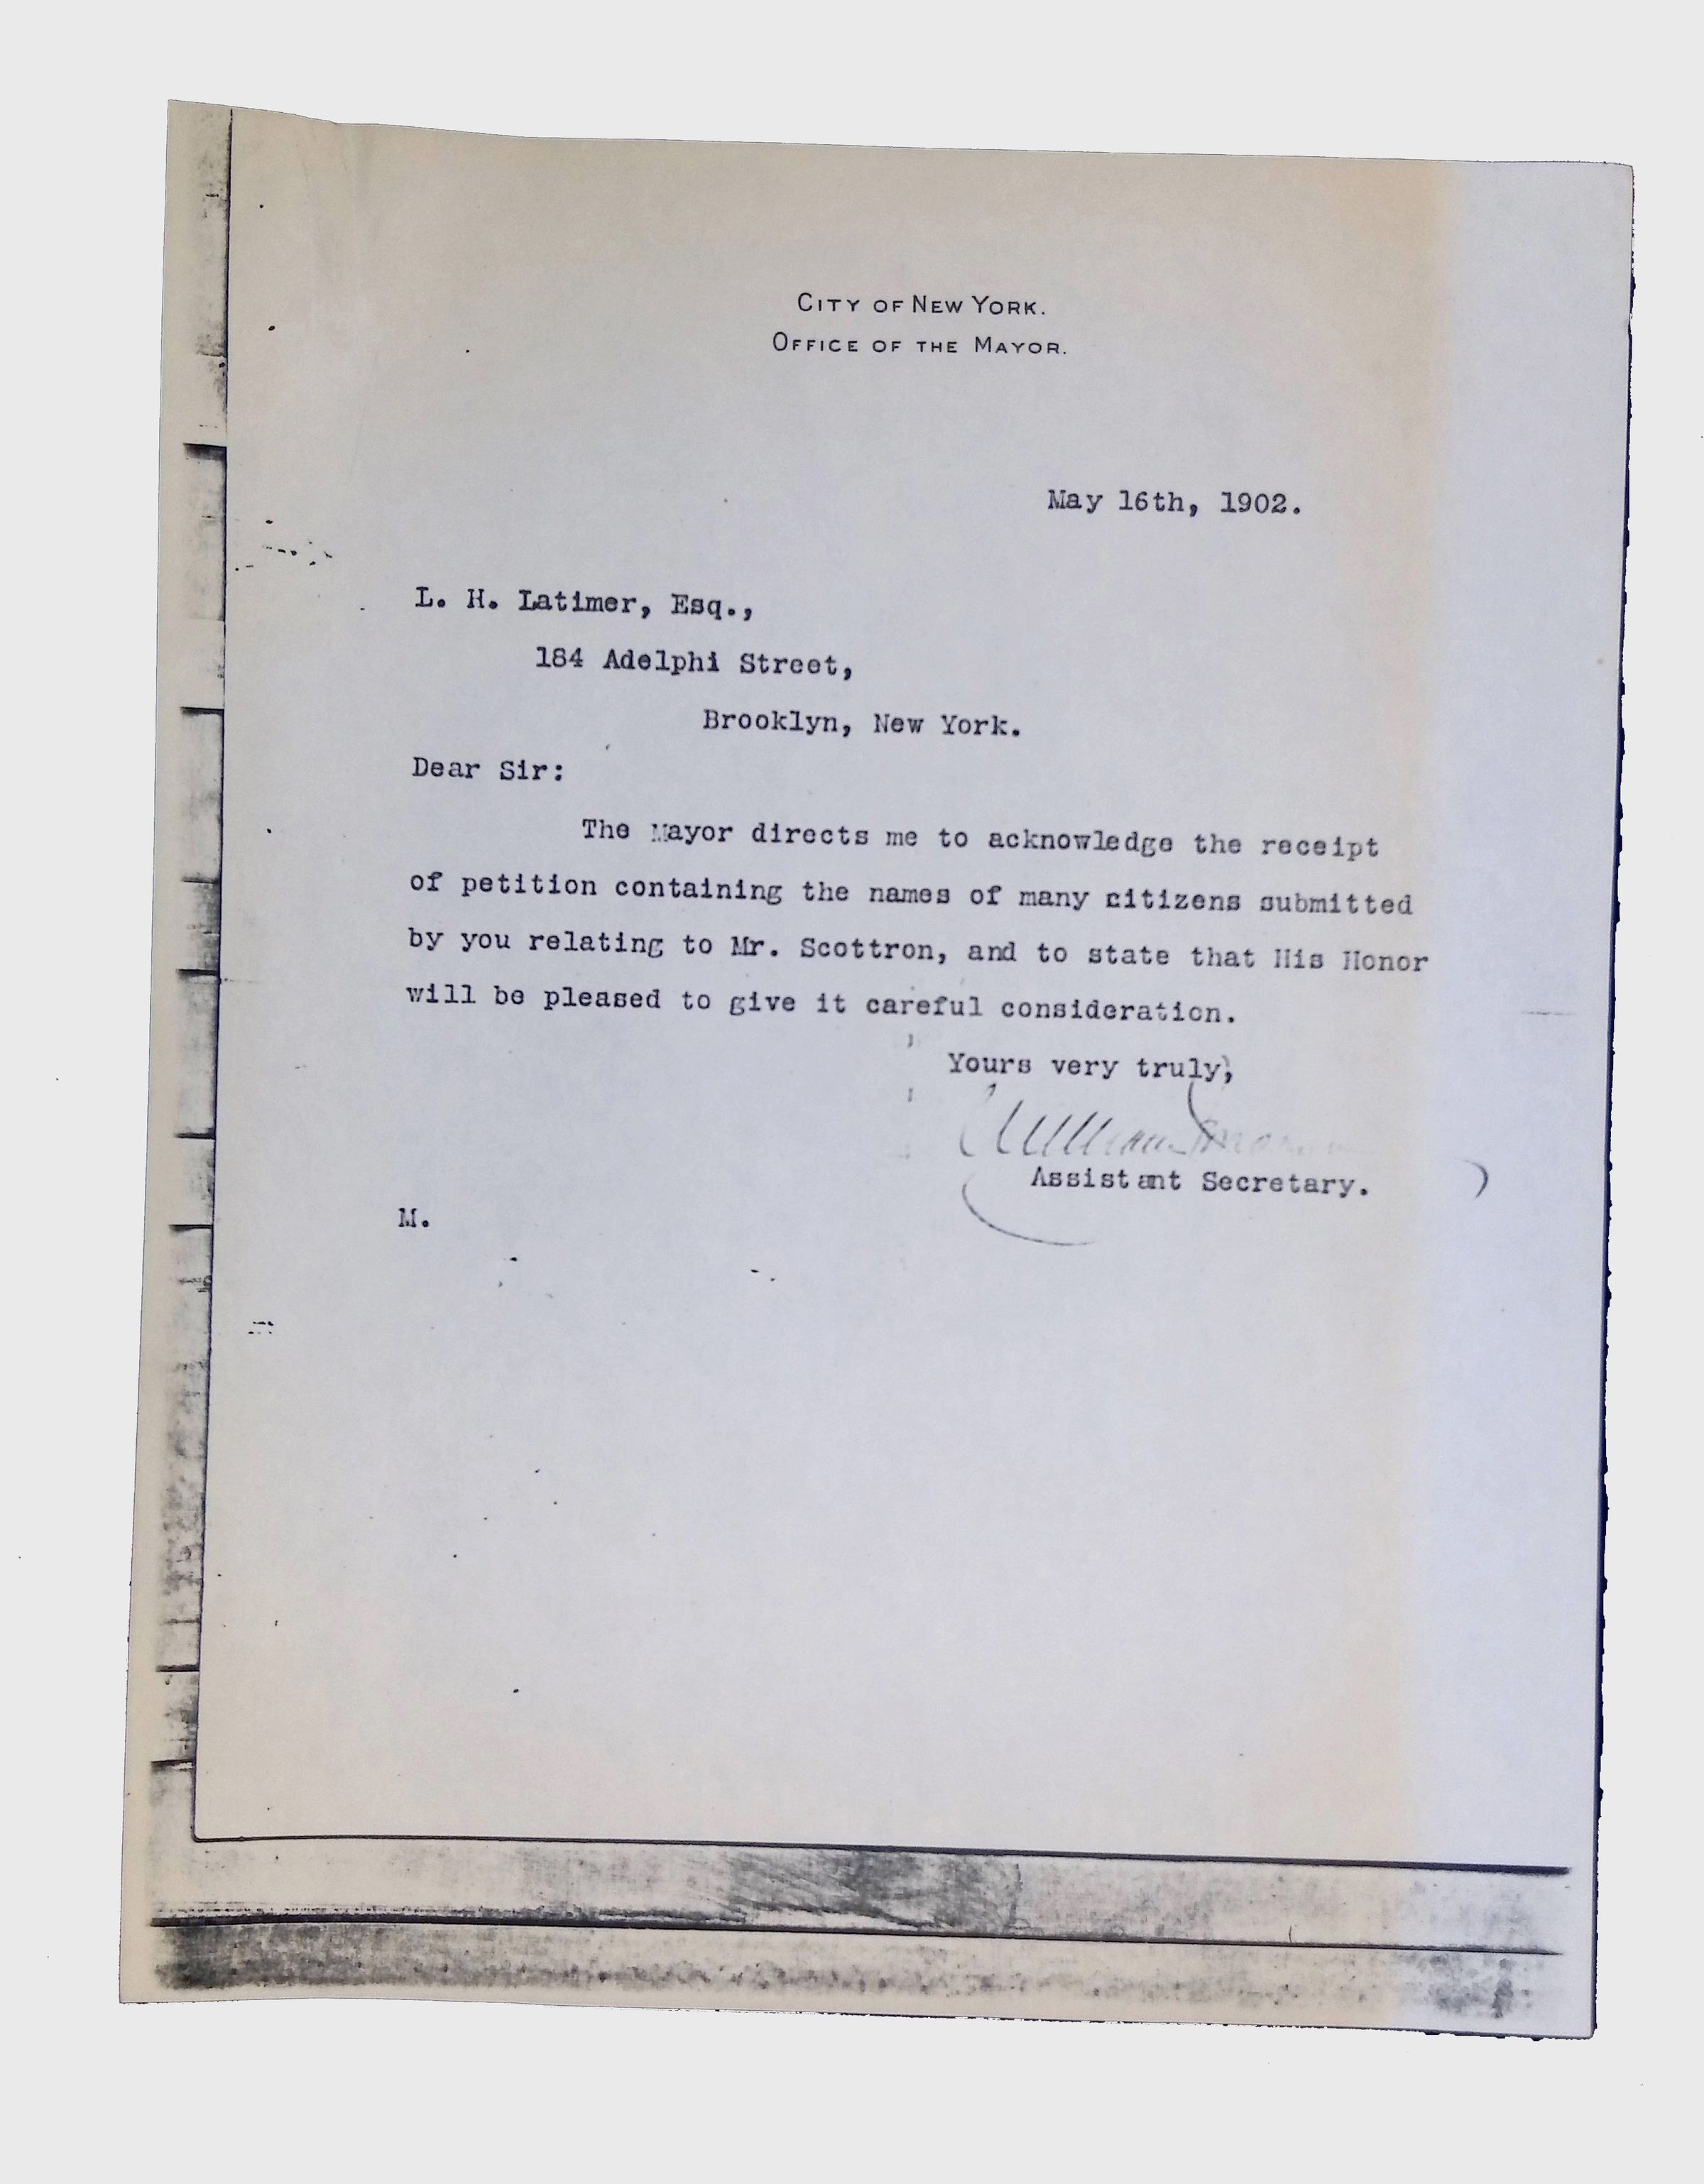 CITY OF NEW YORK.
OFFICE OF THE MAYOR.
May 16th, 1902.
L. H. Latimer, Esq.,
184 Adelphi Street,
Brooklyn, New York.
Dear Sir:
The Mayor directs me to acknowledge the receipt
of petition containing the names of many citizens submitted
by you relating to Mr. Scottron, and to state that His Honor
will be pleased to give it careful consideration.
Yours very truly,
William
Assistant Secretary.
M.